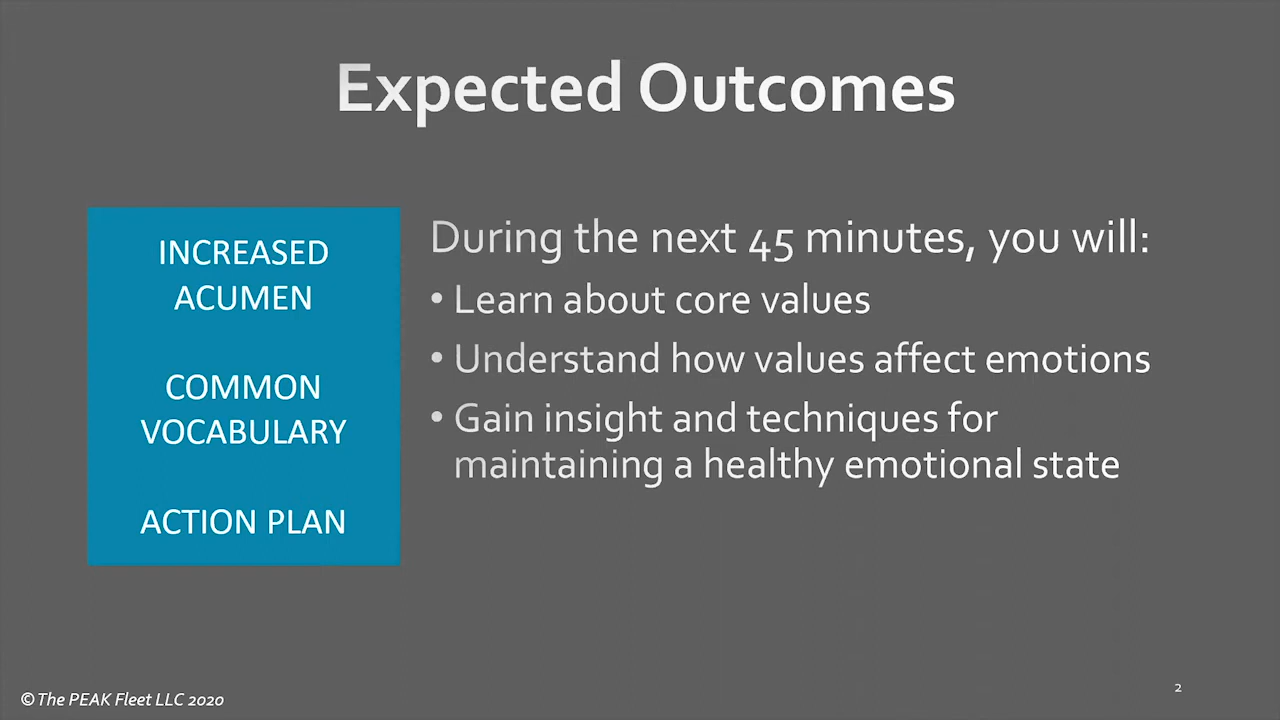 Expected Outcomes
INCREASED
ACUMEN
COMMON
VOCABULARY
ACTION PLAN
During the next 45 minutes, you will:
• Learn about core values
• Understand how values affect emotions
• Gain insight and techniques for
maintaining a healthy emotional state
© The PEAK Fleet LLC 2020
2